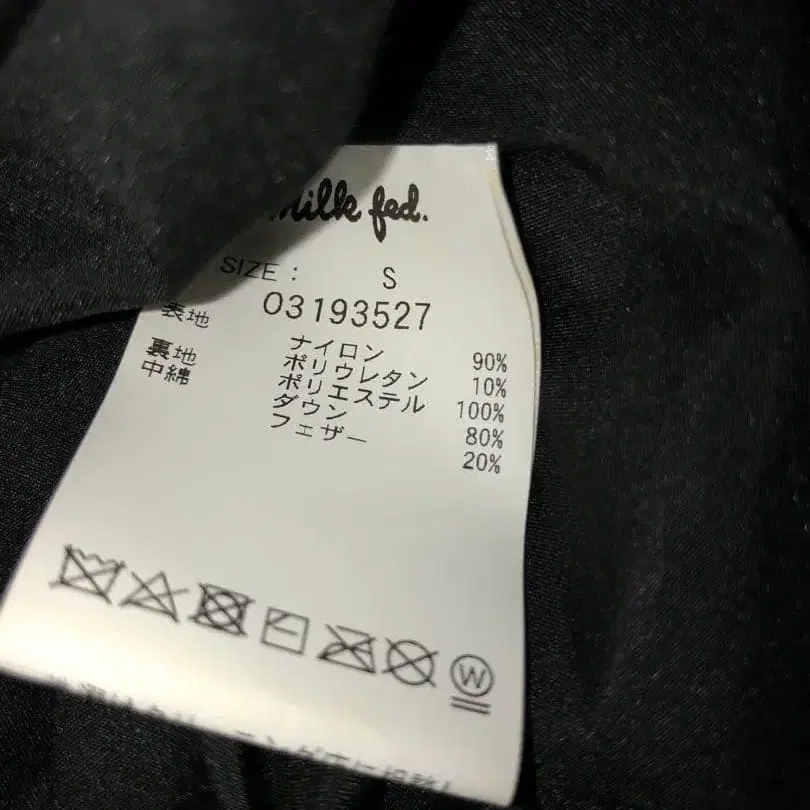 Milk fed.
SIZE : S
03193527
表地 ナイロン 90%
ポリウレタン 10%
裏地 ポリエステル 100%
中綿 ダウン 80%
フェザー 20%
W